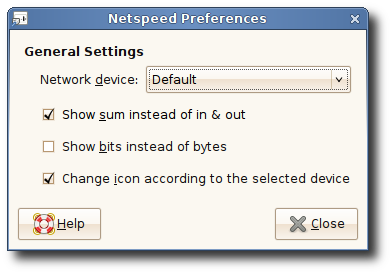 Netspeed Preferences
General Settings
Network device: Default
Show sum instead of in & out
Show bits instead of bytes
Change icon according to the selected device
Help Close